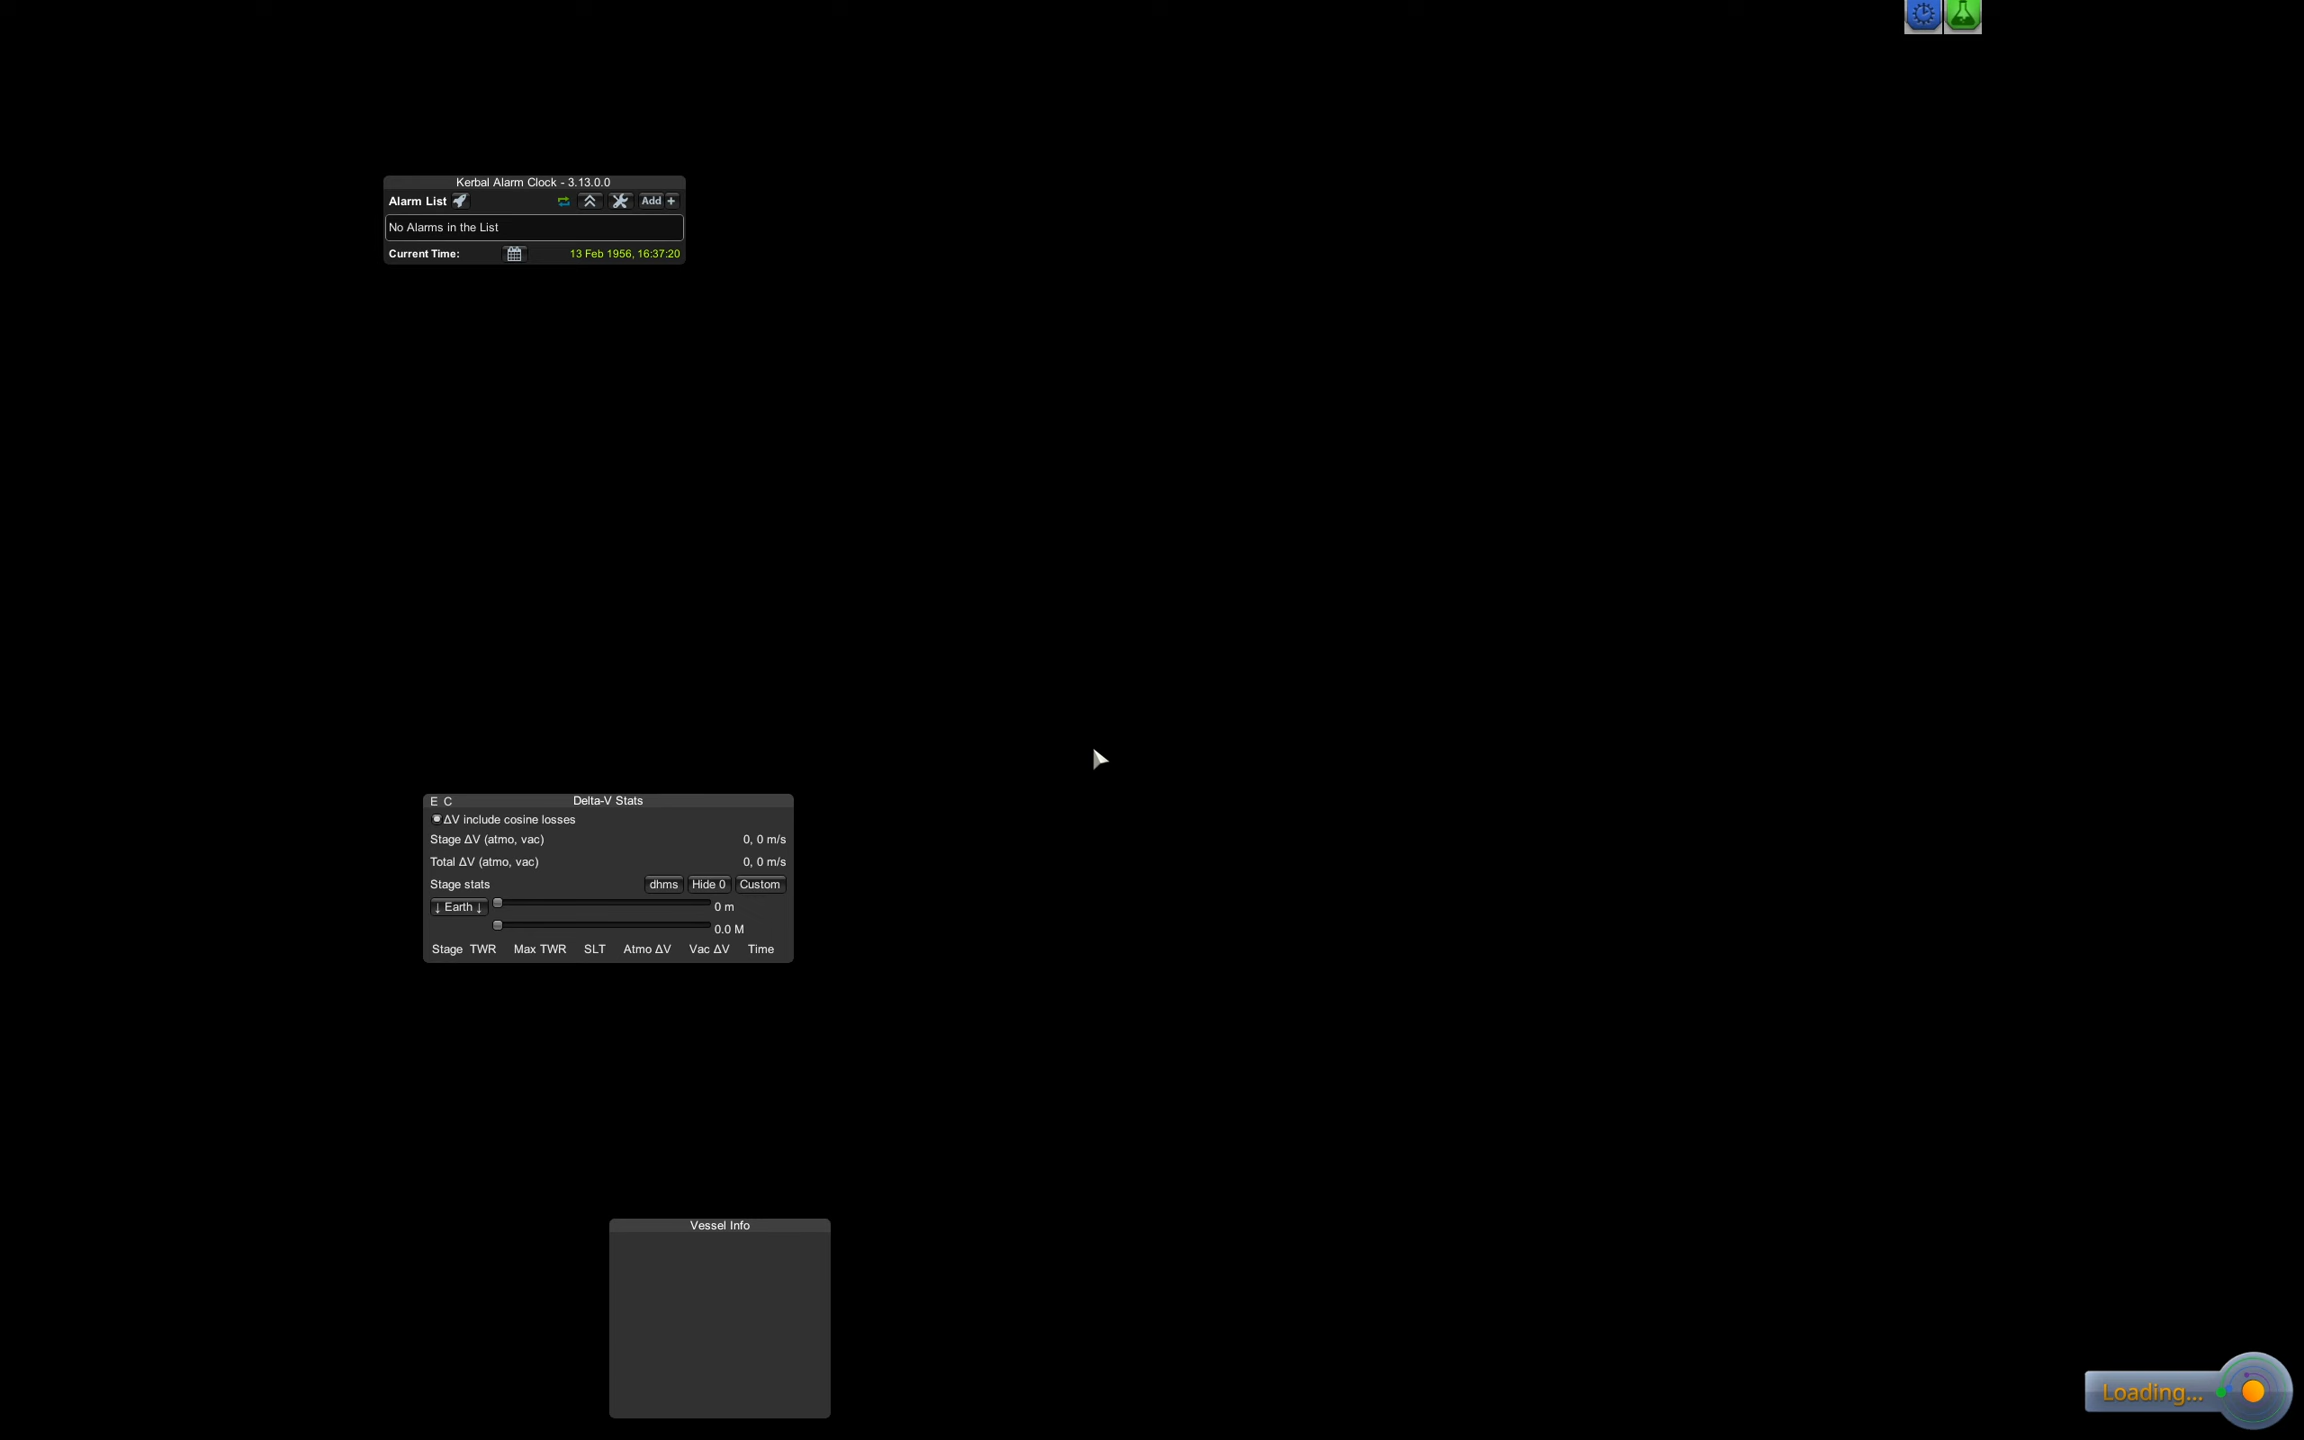 Kerbal Alarm Clock - 3.13.0.0
Alarm List Add +
No Alarms in the List
Current Time: 13 Feb 1956, 16:37:20
E C Delta-V Stats
ΔV include cosine losses
Stage ΔV (atmo, vac) 0, 0 m/s
Total ΔV (atmo, vac) 0, 0 m/s
Stage stats dhms Hide 0 Custom
↓ Earth ↓ 0 m
0.0 M
Stage TWR Max TWR SLT Atmo ΔV Vac ΔV Time
Vessel Info
Loading...